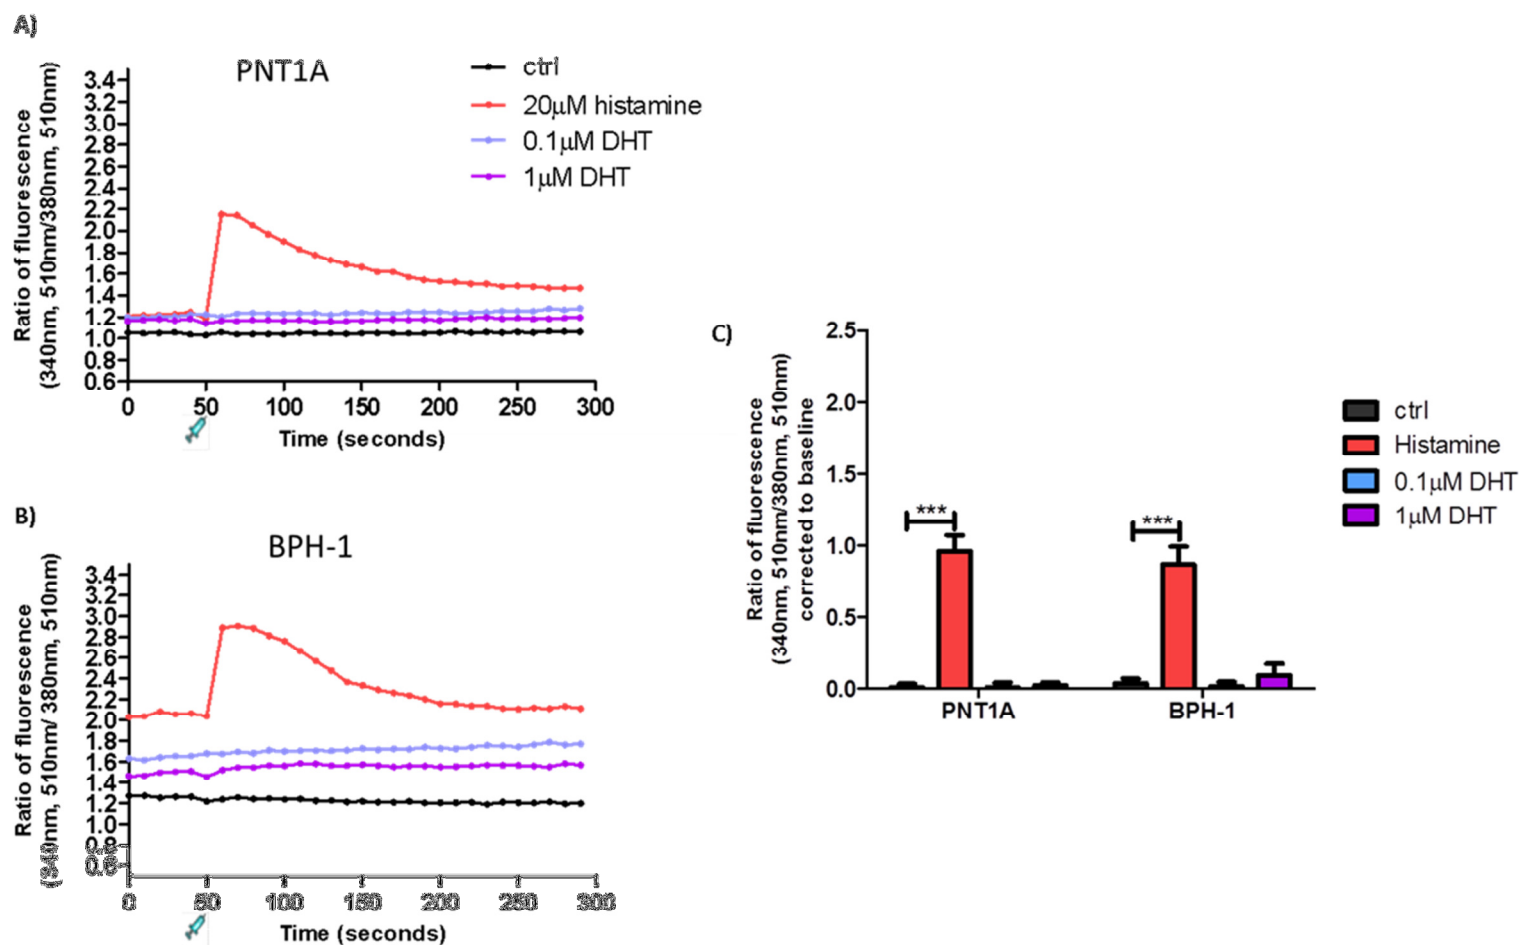 A)
PNT1A
ctrl
20μM histamine
0.1μM DHT
1μM DHT
Ratio of fluorescence
(340nm, 510nm/380nm, 510nm)
3.4
3.2
3.0
2.8
2.6
2.4
2.2
2.0
1.8
1.6
1.4
1.2
1.0
0.8
0.6
0 50 100 150 200 250 300
Time (seconds)
B)
BPH-1
Ratio of fluorescence
(340nm, 510nm/ 380nm, 510nm)
3.4
3.2
3.0
2.8
2.6
2.4
2.2
2.0
1.8
1.6
1.4
1.2
1.0
0.8
0 50 100 150 200 250 300
Time (seconds)
C)
Ratio of fluorescence
(340nm, 510nm/380nm, 510nm)
corrected to baseline
2.5
2.0
1.5
1.0
0.5
0.0
*** ***
PNT1A BPH-1
ctrl
Histamine
0.1μM DHT
1μM DHT